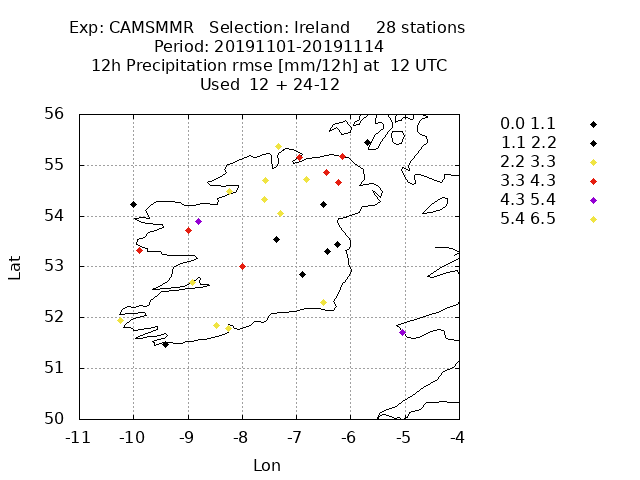 Exp: CAMSMMR   Selection: Ireland     28 stations
Period: 20191101-20191114
12h Precipitation rmse [mm/12h] at  12 UTC
Used  12 + 24-12
56
55
54
53
52
51
50
-11 -10 -9 -8 -7 -6 -5 -4
Lat
Lon
0.0 1.1
1.1 2.2
2.2 3.3
3.3 4.3
4.3 5.4
5.4 6.5